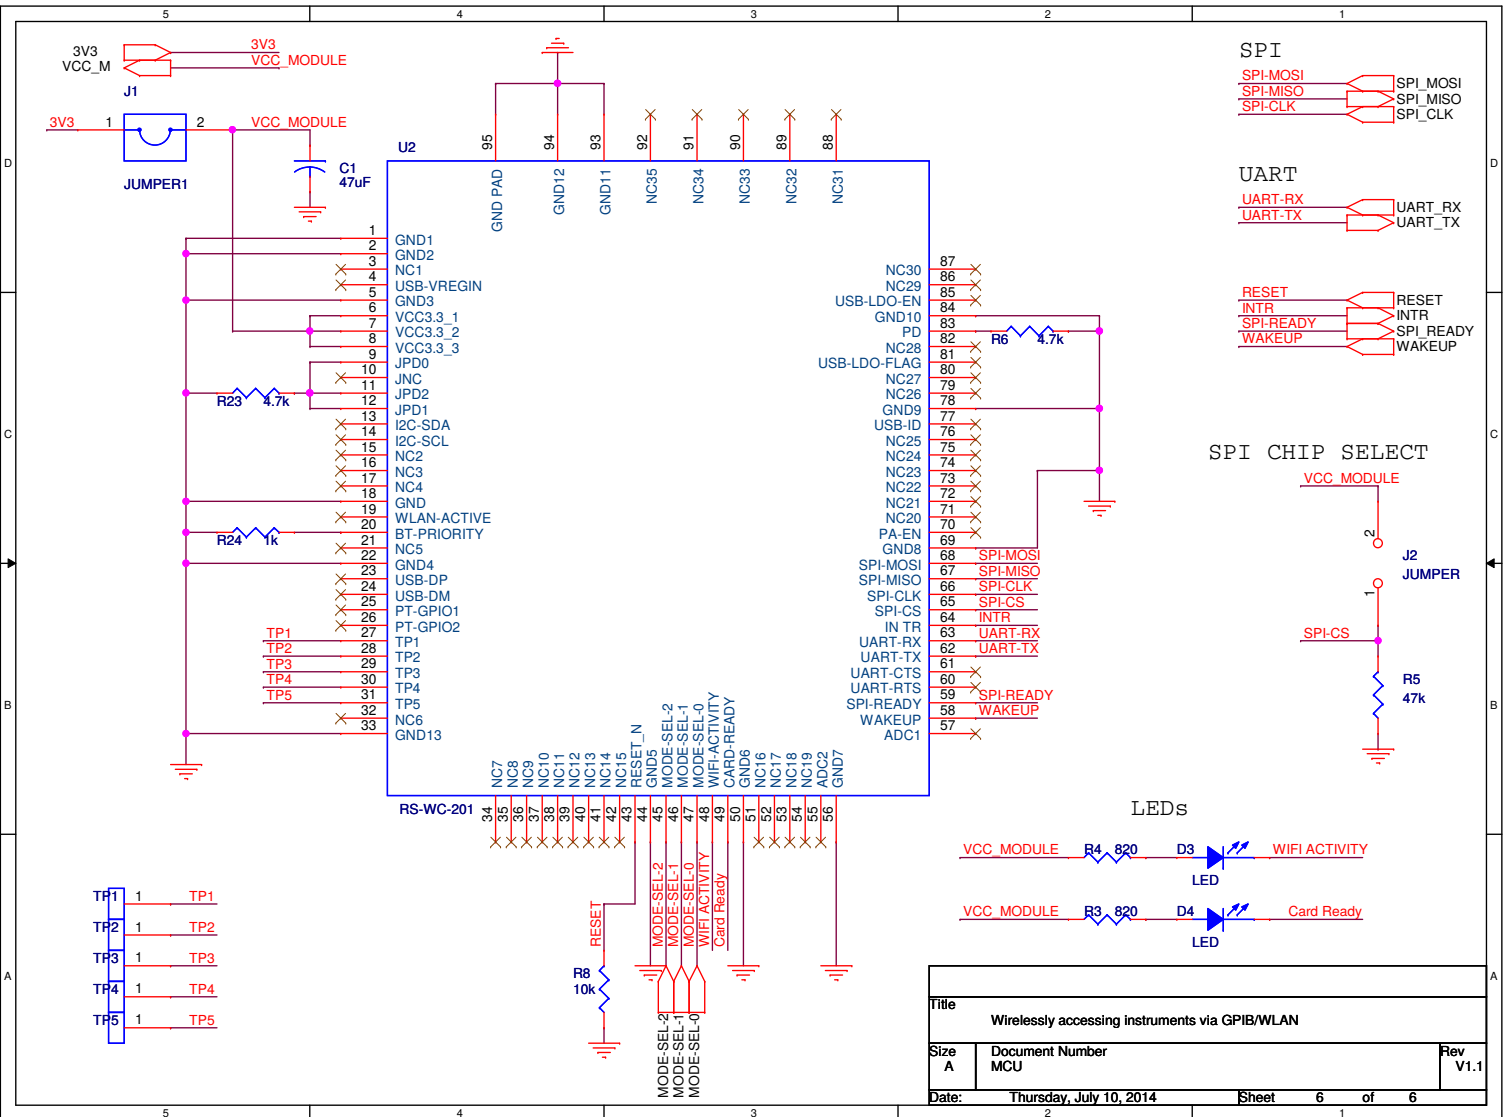 5 4 3 2 1
3V3 3V3
VCC_M VCC_MODULE
J1
3V3 1 2 VCC_MODULE
JUMPER1
C1
47uF
U2
95 94 93 92 91 90 89 88
GND PAD GND12 GND11 NC35 NC34 NC33 NC32 NC31
1 GND1
2 GND2
3 NC1
4 USB-VREGIN
5 GND3
6 VCC3.3_1
7 VCC3.3_2
8 VCC3.3_3
9 JPD0
10 JNC
11 JPD2
12 JPD1
13 I2C-SDA
14 I2C-SCL
15 NC2
16 NC3
17 NC4
18 GND
19 WLAN-ACTIVE
20 BT-PRIORITY
21 NC5
22 GND4
23 USB-DP
24 USB-DM
25 PT-GPIO1
26 PT-GPIO2
TP1 27 TP1
TP2 28 TP2
TP3 29 TP3
TP4 30 TP4
TP5 31 TP5
32 NC6
33 GND13
R23 4.7k
R24 1k
NC30 87
NC29 86
USB-LDO-EN 85
GND10 84
PD 83
NC28 82
USB-LDO-FLAG 81
NC27 80
NC26 79
GND9 78
USB-ID 77
NC25 76
NC24 75
NC23 74
NC22 73
NC21 72
NC20 71
PA-EN 70
GND8 69
SPI-MOSI 68 SPI-MOSI
SPI-MISO 67 SPI-MISO
SPI-CLK 66 SPI-CLK
SPI-CS 65 SPI-CS
IN TR 64 INTR
UART-RX 63 UART-RX
UART-TX 62 UART-TX
UART-CTS 61
UART-RTS 60
SPI-READY 59 SPI-READY
WAKEUP 58 WAKEUP
ADC1 57
R6 4.7k
NC7 NC8 NC9 NC10 NC11 NC12 NC13 NC14 NC15 RESET_N GND5 MODE-SEL-2 MODE-SEL-1 MODE-SEL-0 WIFI-ACTIVITY CARD-READY GND6 NC16 NC17 NC18 NC19 ADC2 GND7
RS-WC-201
34 35 36 37 38 39 40 41 42 43 44 45 46 47 48 49 50 51 52 53 54 55 56
RESET MODE-SEL-2 MODE-SEL-1 MODE-SEL-0 WIFI ACTIVITY Card Ready
R8
10k
MODE-SEL-2 MODE-SEL-1 MODE-SEL-0
TP1 1 TP1
TP2 1 TP2
TP3 1 TP3
TP4 1 TP4
TP5 1 TP5
SPI
SPI-MOSI SPI_MOSI
SPI-MISO SPI_MISO
SPI-CLK SPI_CLK
UART
UART-RX UART_RX
UART-TX UART_TX
RESET RESET
INTR INTR
SPI-READY SPI_READY
WAKEUP WAKEUP
SPI CHIP SELECT
VCC_MODULE
2
J2
JUMPER
1
SPI-CS
R5
47k
LEDs
VCC_MODULE R4 820 D3 WIFI ACTIVITY
LED
VCC_MODULE R3 820 D4 Card Ready
LED
Title
Wirelessly accessing instruments via GPIB/WLAN
Size Document Number Rev
A MCU V1.1
Date: Thursday, July 10, 2014 Sheet 6 of 6
D D
C C
B B
A A
5 4 3 2 1